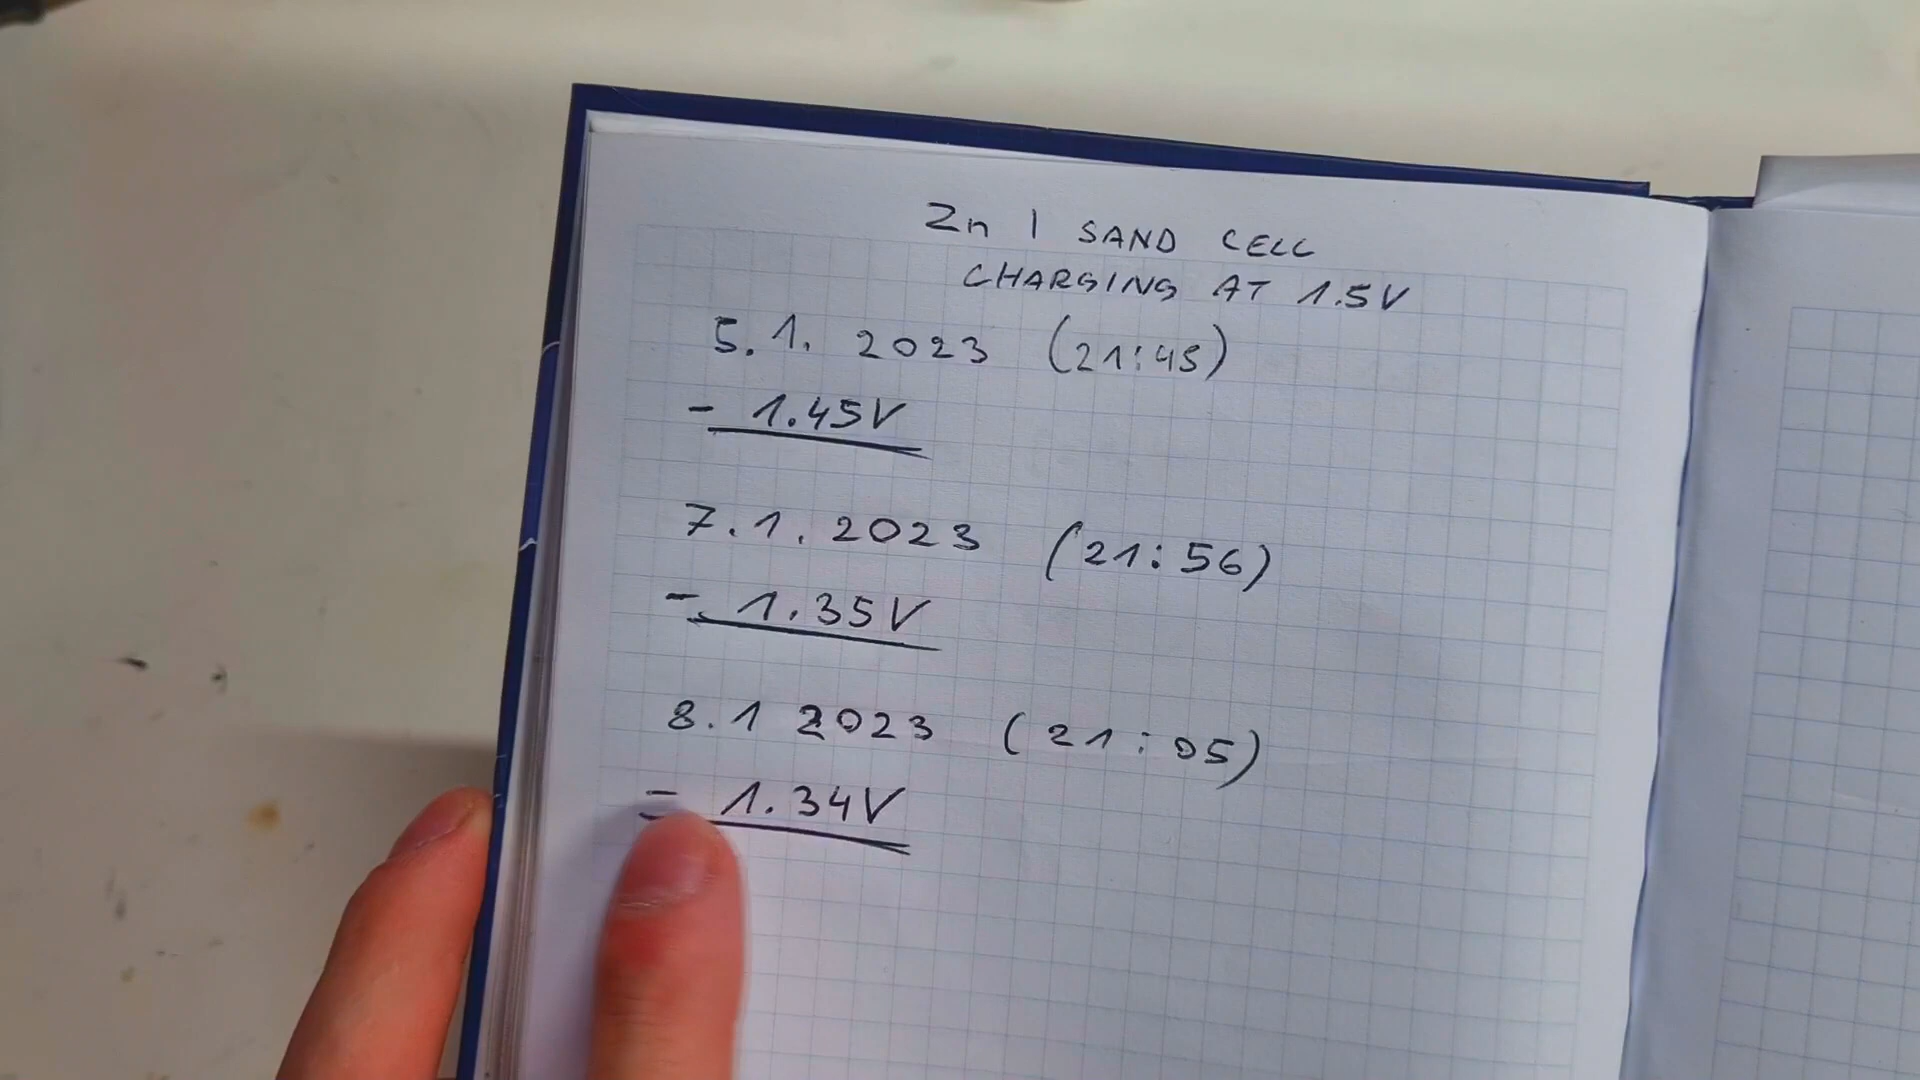 Zn I SAND CELL
CHARGING AT 1.5V
5.1. 2023 (21:45)
- 1.45V
7.1.2023 (21:56)
- 1.35V
8.1 2023 (21:05)
- 1.34V